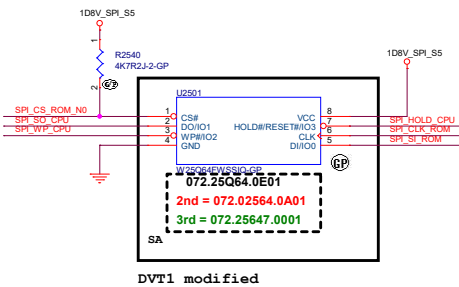 1D8V_SPI_S5
1
R2540
4K7R2J-2-GP
2
GP
1D8V_SPI_S5
U2501
SPI_CS_ROM_N0 1 CS# VCC 8
SPI_SO_CPU 2 DO/IO1 HOLD#/RESET#/IO3 7 SPI_HOLD_CPU
SPI_WP_CPU 3 WP#/IO2 CLK 6 SPI_CLK_ROM
4 GND DI/IO0 5 SPI_SI_ROM
W25Q64FWSSIQ-GP
GP
072.25Q64.0E01
2nd = 072.02564.0A01
3rd = 072.25647.0001
SA
DVT1 modified